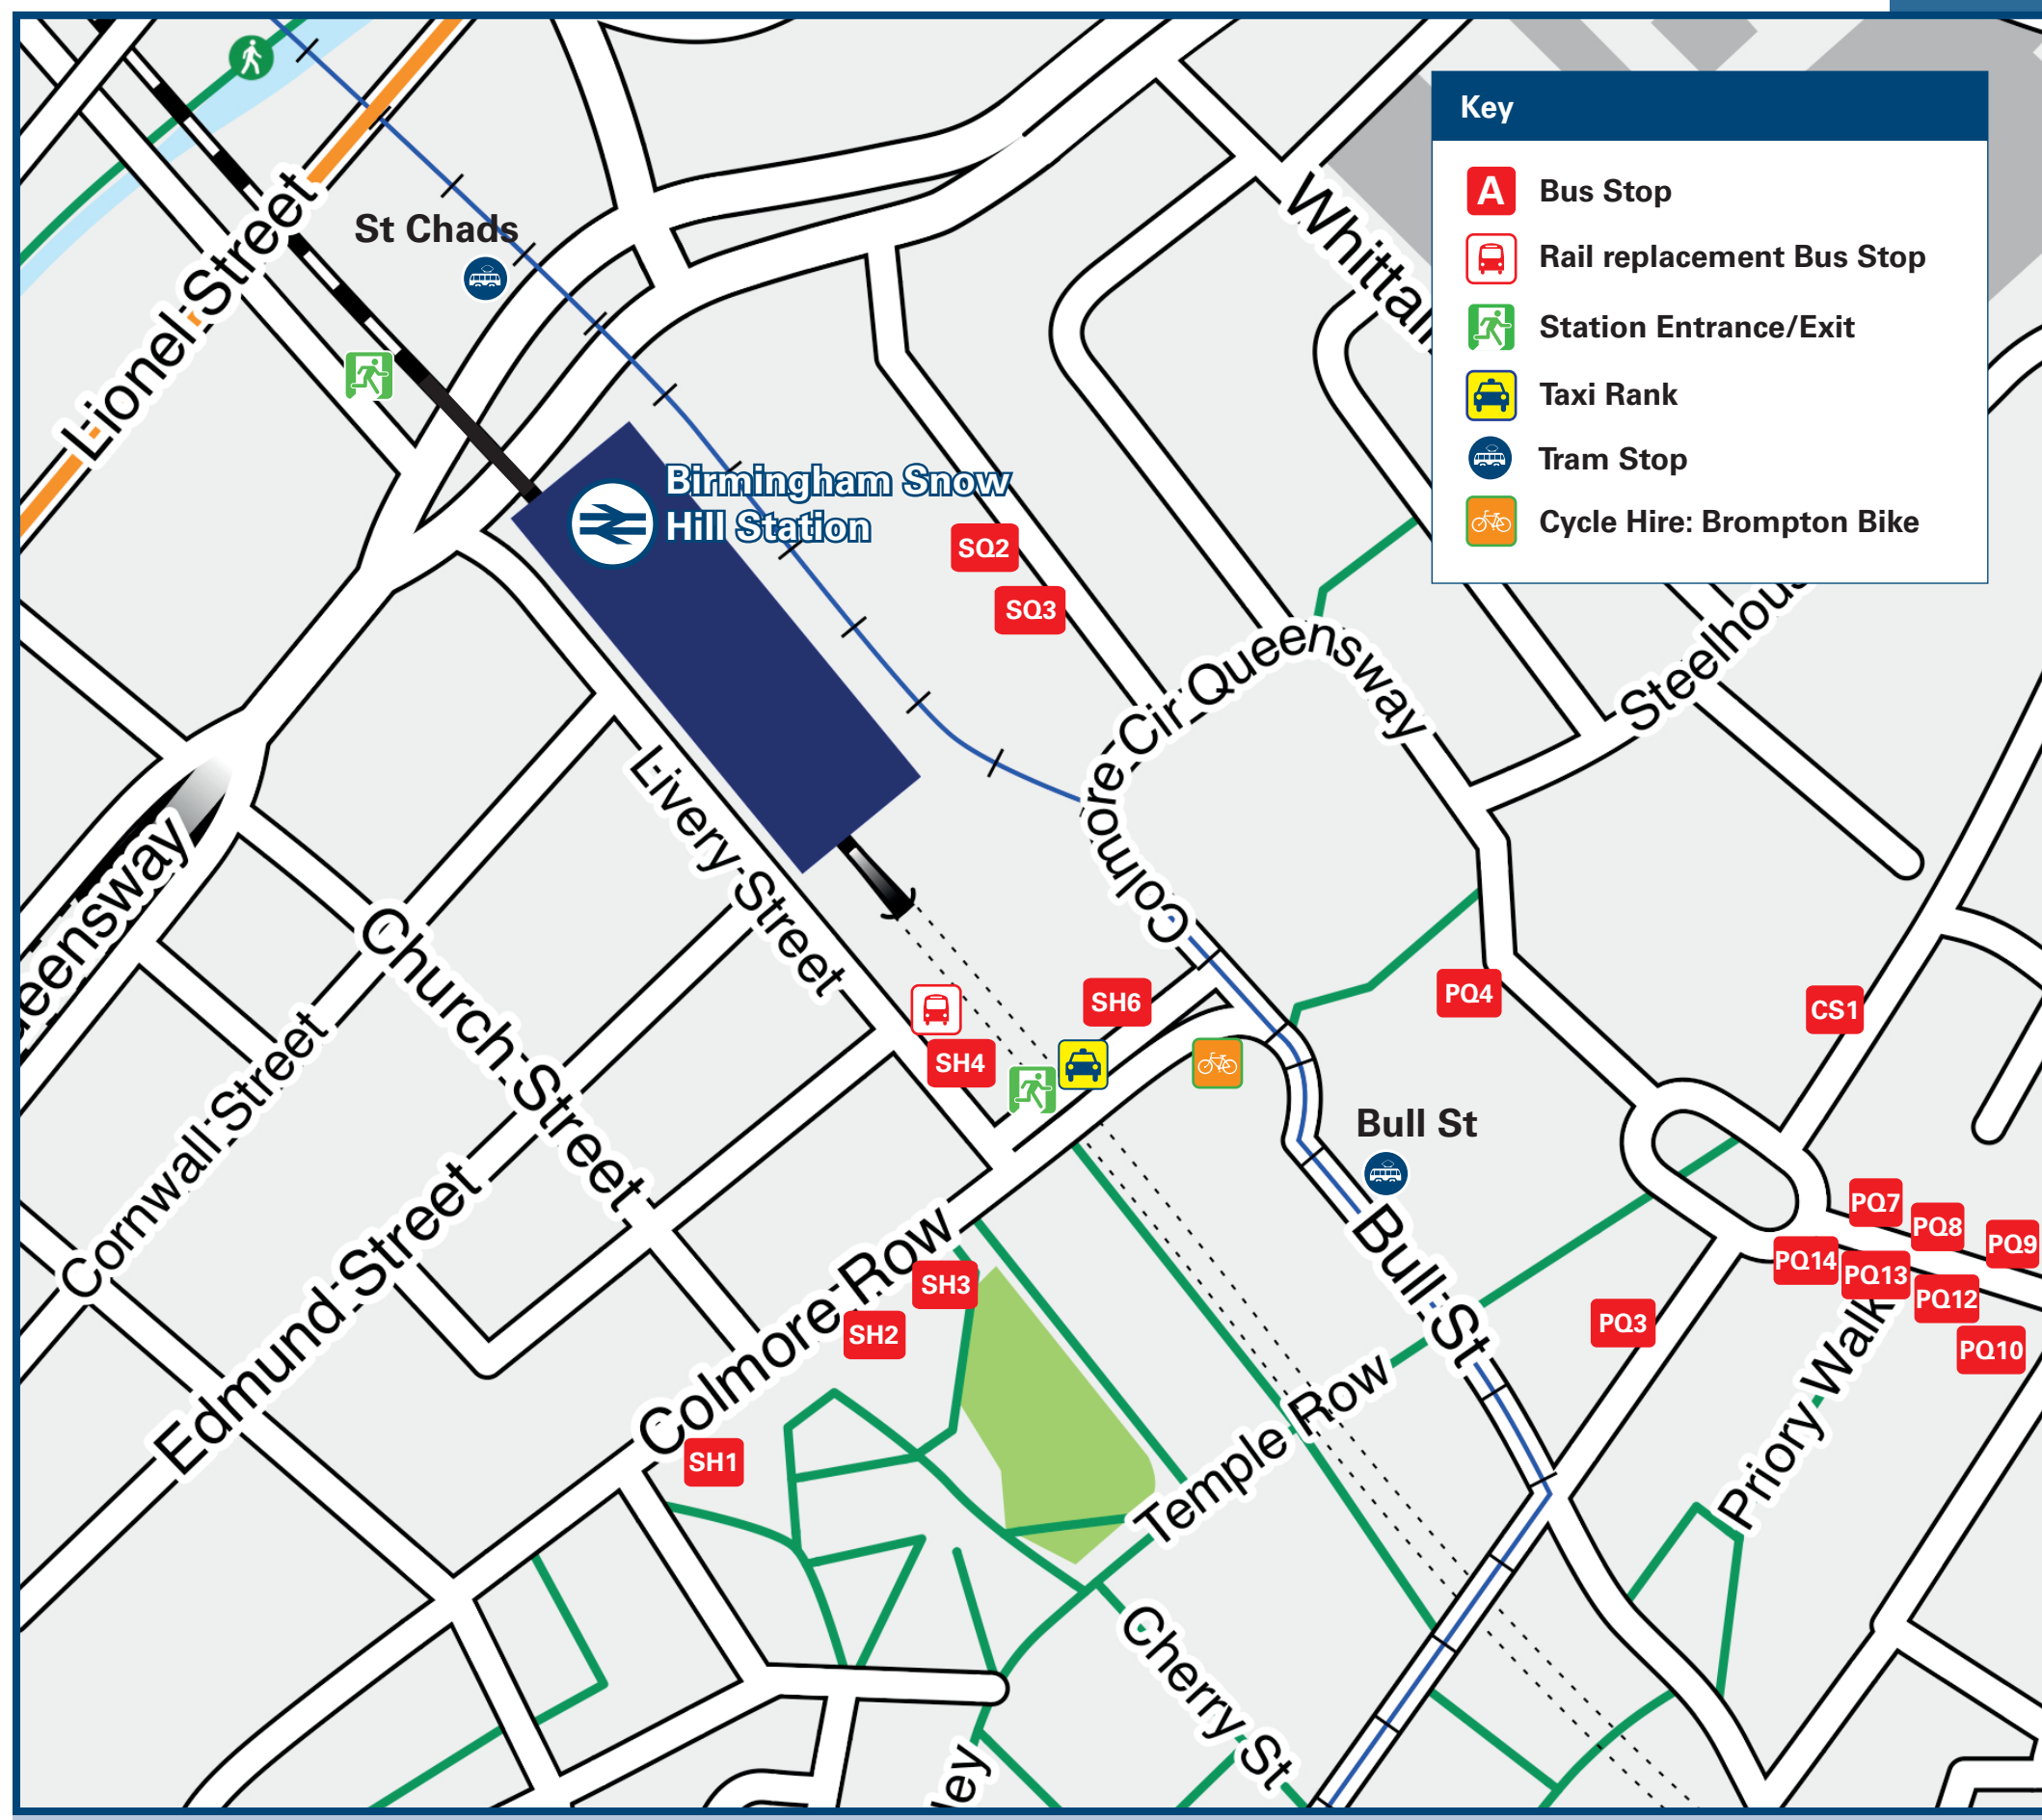 Key
A Bus Stop
Rail replacement Bus Stop
Station Entrance/Exit
Taxi Rank
Tram Stop
Cycle Hire: Brompton Bike
Lionel Street
St Chads
Birmingham Snow
Hill Station
SQ2
SQ3
Colmore Cir Queensway
Livery Street
Church Street
Cornwall Street
Edmund Street
SH6
SH4
PQ4
CS1
Bull St
Bull St
PQ7
PQ8
PQ9
PQ14
PQ13
PQ12
PQ10
PQ3
Priory Walk
Colmore Row
SH3
SH2
SH1
Temple Row
Cherry St